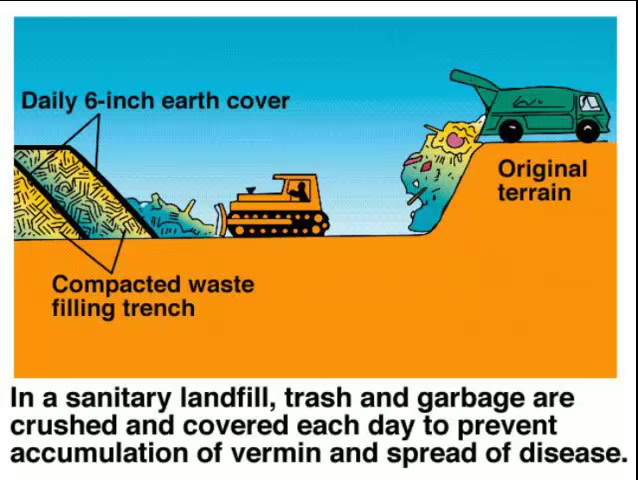 Daily 6-inch earth cover
Original
terrain
Compacted waste
filling trench
In a sanitary landfill, trash and garbage are
crushed and covered each day to prevent
accumulation of vermin and spread of disease.